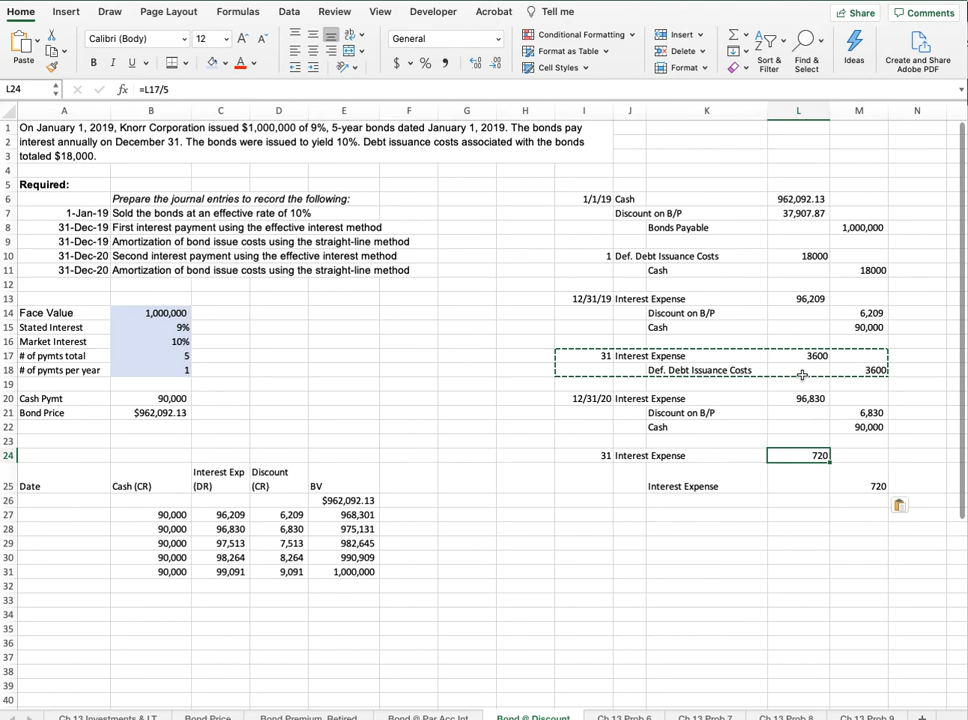 Home Insert Draw Page Layout Formulas Data Review View Developer Acrobat Tell me Share Comments
Paste Calibri (Body) 12 A A General Conditional Formatting Insert
Format as Table Delete
B I U A $ % Cell Styles Format
Sort & Filter Find & Select Ideas Create and Share Adobe PDF
L24 fx =L17/5
A B C D E F G H I J K L M N
1 On January 1, 2019, Knorr Corporation issued $1,000,000 of 9%, 5-year bonds dated January 1, 2019. The bonds pay
2 interest annually on December 31. The bonds were issued to yield 10%. Debt issuance costs associated with the bonds
3 totaled $18,000.
4
5 Required:
6 Prepare the journal entries to record the following: 1/1/19 Cash 962,092.13
7 1-Jan-19 Sold the bonds at an effective rate of 10% Discount on B/P 37,907.87
8 31-Dec-19 First interest payment using the effective interest method Bonds Payable 1,000,000
9 31-Dec-19 Amortization of bond issue costs using the straight-line method
10 31-Dec-20 Second interest payment using the effective interest method 1 Def. Debt Issuance Costs 18000
11 31-Dec-20 Amortization of bond issue costs using the straight-line method Cash 18000
12
13 12/31/19 Interest Expense 96,209
14 Face Value 1,000,000 Discount on B/P 6,209
15 Stated Interest 9% Cash 90,000
16 Market Interest 10%
17 # of pymts total 5 31 Interest Expense 3600
18 # of pymts per year 1 Def. Debt Issuance Costs 3600
19
20 Cash Pymt 90,000 12/31/20 Interest Expense 96,830
21 Bond Price $962,092.13 Discount on B/P 6,830
22 Cash 90,000
23
24 31 Interest Expense 720
25 Date Cash (CR) Interest Exp (DR) Discount (CR) BV Interest Expense 720
26 $962,092.13
27 90,000 96,209 6,209 968,301
28 90,000 96,830 6,830 975,131
29 90,000 97,513 7,513 982,645
30 90,000 98,264 8,264 990,909
31 90,000 99,091 9,091 1,000,000
32
33
34
35
36
37
38
39
40
Ch 13 Investments & LT Bond Price Bond Premium, Retired Bond @ Par Acc Int Bond @ Discount Ch 13 Prob 6 Ch 13 Prob 7 Ch 13 Prob 8 Ch 13 Prob 9 +